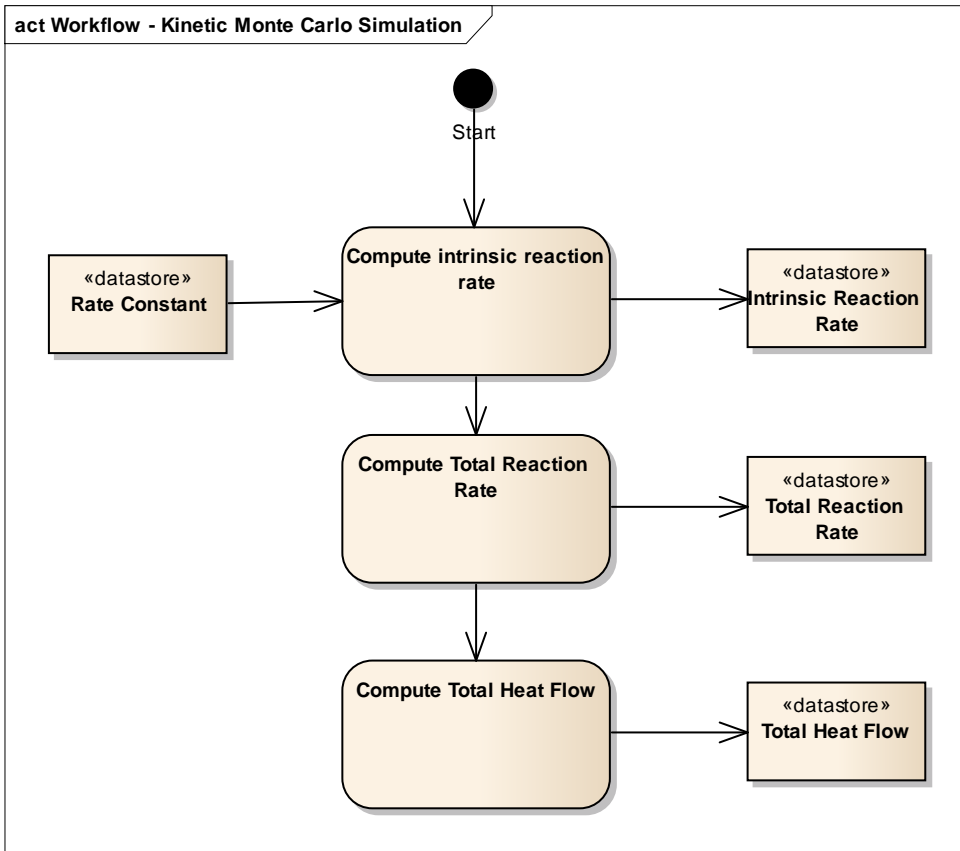 act Workflow - Kinetic Monte Carlo Simulation
Start
Compute intrinsic reaction
rate
«datastore»
Rate Constant
«datastore»
Intrinsic Reaction
Rate
Compute Total Reaction
Rate
«datastore»
Total Reaction
Rate
Compute Total Heat Flow
«datastore»
Total Heat Flow